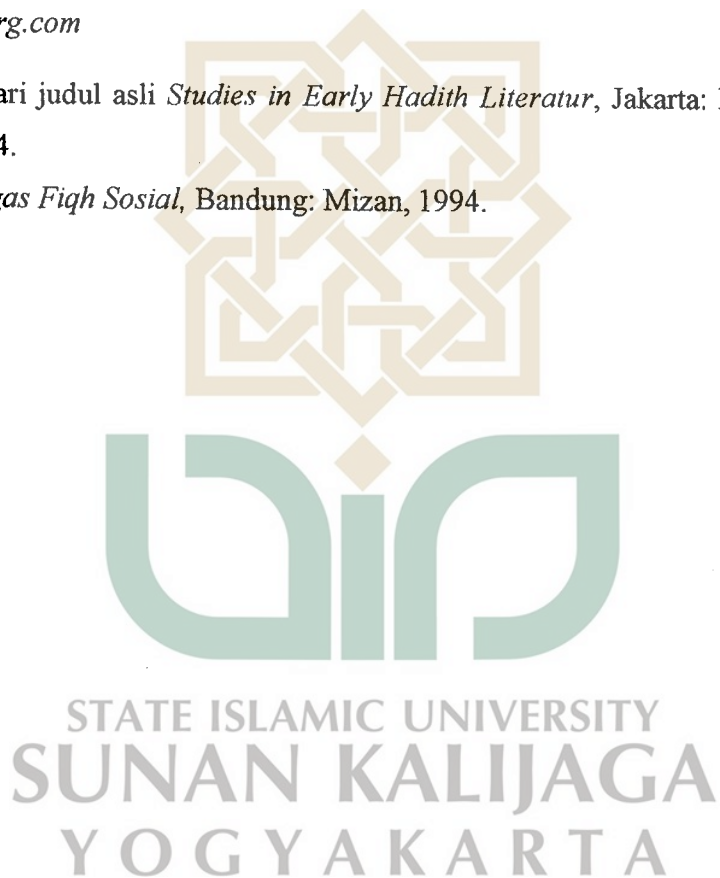 rg.com
ari judul asli Studies in Early Hadith Literatur, Jakarta:
4.
gas Fiqh Sosial, Bandung: Mizan, 1994.
STATE ISLAMIC UNIVERSITY
SUNAN KALIJAGA
YOGYAKARTA